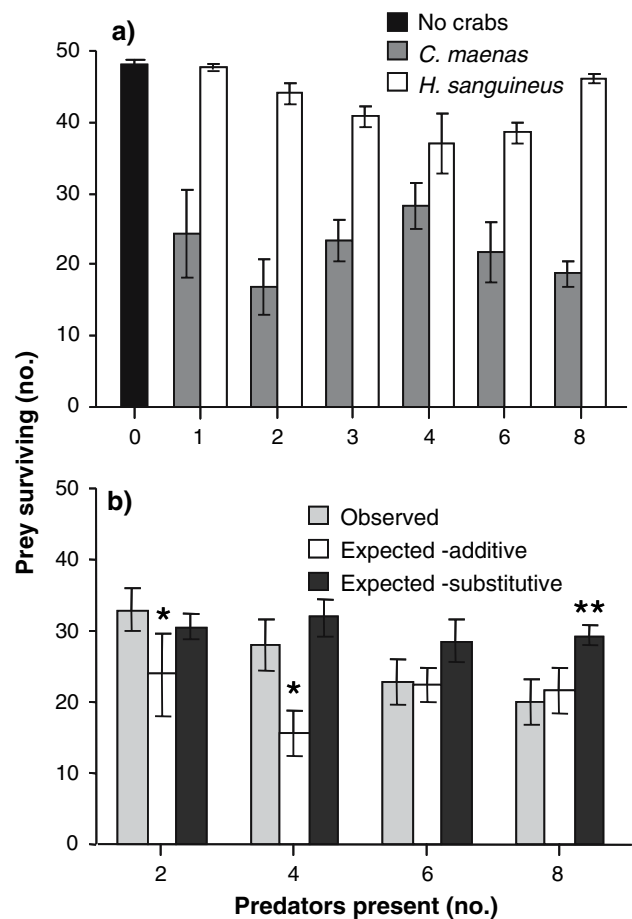 a)
No crabs
C. maenas
H. sanguineus
50
40
30
20
10
0
0 1 2 3 4 6 8
Prey surviving (no.)
b)
Observed
Expected -additive
Expected -substitutive
50
40
30
20
10
0
* * **
2 4 6 8
Predators present (no.)